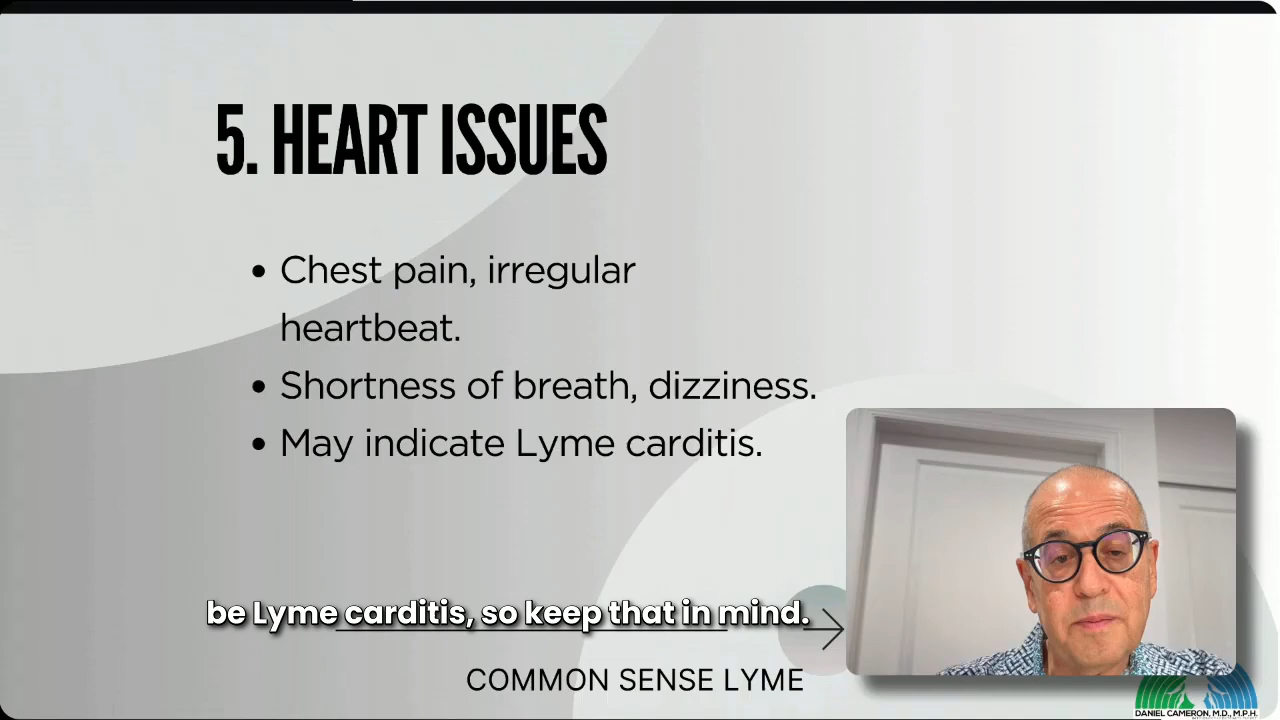 5. HEART ISSUES
• Chest pain, irregular
heartbeat.
• Shortness of breath, dizziness.
• May indicate Lyme carditis.
be Lyme carditis, so keep that in mind.
COMMON SENSE LYME
DANIEL CAMERON, M.D., M.P.H.